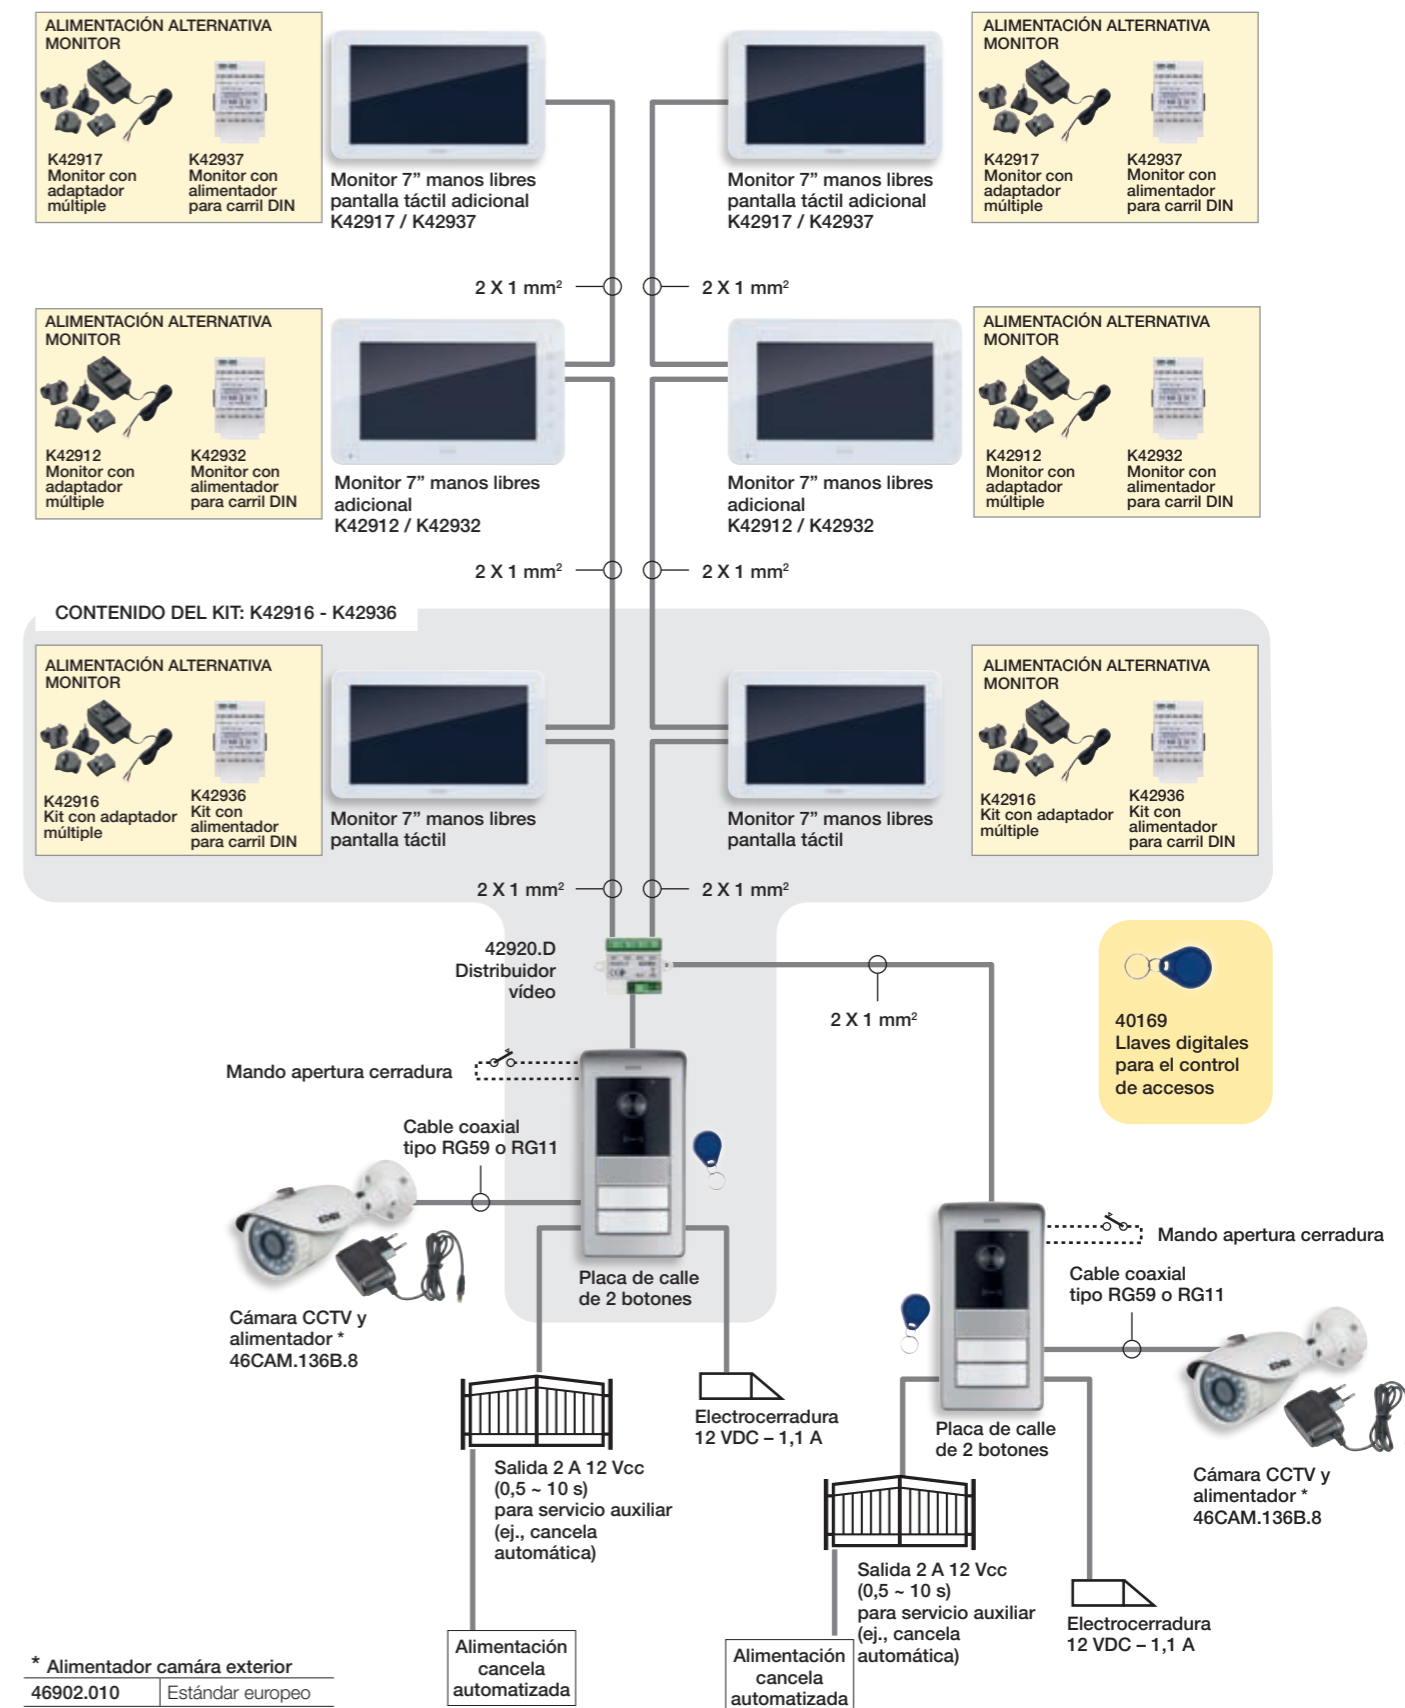 ALIMENTACIÓN ALTERNATIVA
MONITOR
K42917
Monitor con
adaptador
múltiple
K42937
Monitor con
alimentador
para carril DIN
Monitor 7” manos libres
pantalla táctil adicional
K42917 / K42937
Monitor 7” manos libres
pantalla táctil adicional
K42917 / K42937
ALIMENTACIÓN ALTERNATIVA
MONITOR
K42917
Monitor con
adaptador
múltiple
K42937
Monitor con
alimentador
para carril DIN
2 X 1 mm²
2 X 1 mm²
ALIMENTACIÓN ALTERNATIVA
MONITOR
K42912
Monitor con
adaptador
múltiple
K42932
Monitor con
alimentador
para carril DIN
Monitor 7” manos libres
adicional
K42912 / K42932
Monitor 7” manos libres
adicional
K42912 / K42932
ALIMENTACIÓN ALTERNATIVA
MONITOR
K42912
Monitor con
adaptador
múltiple
K42932
Monitor con
alimentador
para carril DIN
2 X 1 mm²
2 X 1 mm²
CONTENIDO DEL KIT: K42916 - K42936
ALIMENTACIÓN ALTERNATIVA
MONITOR
K42916
Kit con adaptador
múltiple
K42936
Kit con
alimentador
para carril DIN
Monitor 7” manos libres
pantalla táctil
Monitor 7” manos libres
pantalla táctil
ALIMENTACIÓN ALTERNATIVA
MONITOR
K42916
Kit con adaptador
múltiple
K42936
Kit con
alimentador
para carril DIN
2 X 1 mm²
2 X 1 mm²
42920.D
Distribuidor
vídeo
2 X 1 mm²
40169
Llaves digitales
para el control
de accesos
Mando apertura cerradura
Cable coaxial
tipo RG59 o RG11
Cámara CCTV y
alimentador *
46CAM.136B.8
Placa de calle
de 2 botones
Electrocerradura
12 VDC – 1,1 A
Salida 2 A 12 Vcc
(0,5 ~ 10 s)
para servicio auxiliar
(ej., cancela
automática)
Alimentación
cancela
automatizada
Mando apertura cerradura
Cable coaxial
tipo RG59 o RG11
Placa de calle
de 2 botones
Cámara CCTV y
alimentador *
46CAM.136B.8
Salida 2 A 12 Vcc
(0,5 ~ 10 s)
para servicio auxiliar
(ej., cancela
automática)
Electrocerradura
12 VDC – 1,1 A
Alimentación
cancela
automatizada
* Alimentador camára exterior
46902.010 Estándar europeo